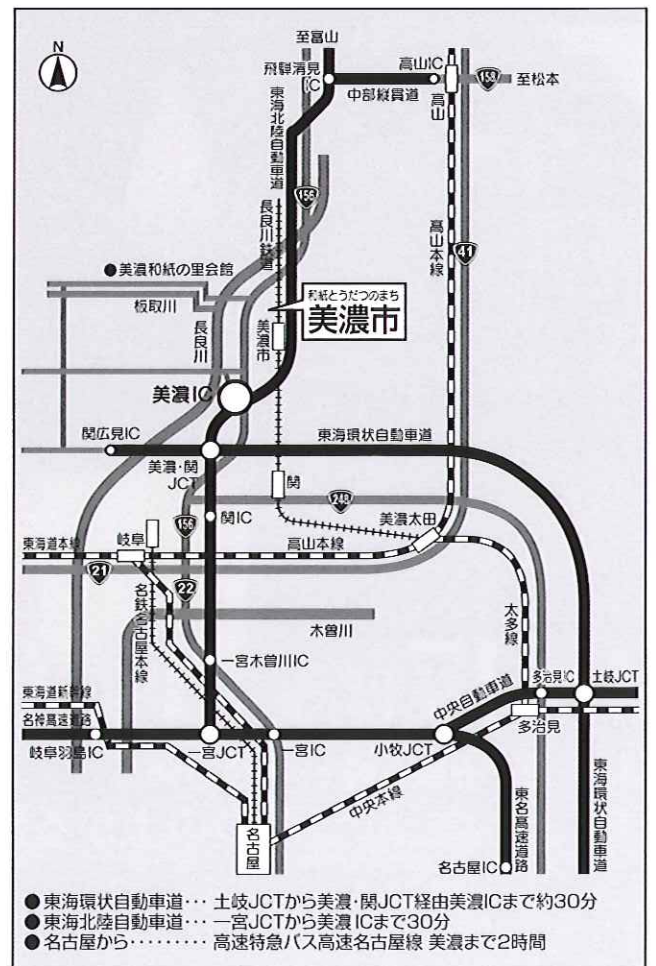 N
至富山
飛騨清見
IC
高山IC
158
至松本
中部縦貫道
高山
東海北陸自動車道
156
長良川鉄道
高山本線
41
●美濃和紙の里会館
板取川
長良川
美濃市
和紙とうだつのまち
美濃市
美濃IC
関広見IC
東海環状自動車道
美濃・関
JCT
関
248
156
関IC
美濃太田
東海道本線
岐阜
高山本線
21
22
名鉄名古屋本線
木曽川
太多線
一宮木曽川IC
東海道新幹線
名神高速道路
岐阜羽島IC
一宮JCT
一宮IC
小牧JCT
中央自動車道
多治見IC
土岐JCT
多治見
中央本線
東名高速道路
東海環状自動車道
名古屋
名古屋IC
●東海環状自動車道・・・ 土岐JCTから美濃・関JCT経由美濃ICまで約30分
●東海北陸自動車道・・・ 一宮JCTから美濃ICまで30分
●名古屋から・・・・・・・・・ 高速特急バス高速名古屋線 美濃まで2時間